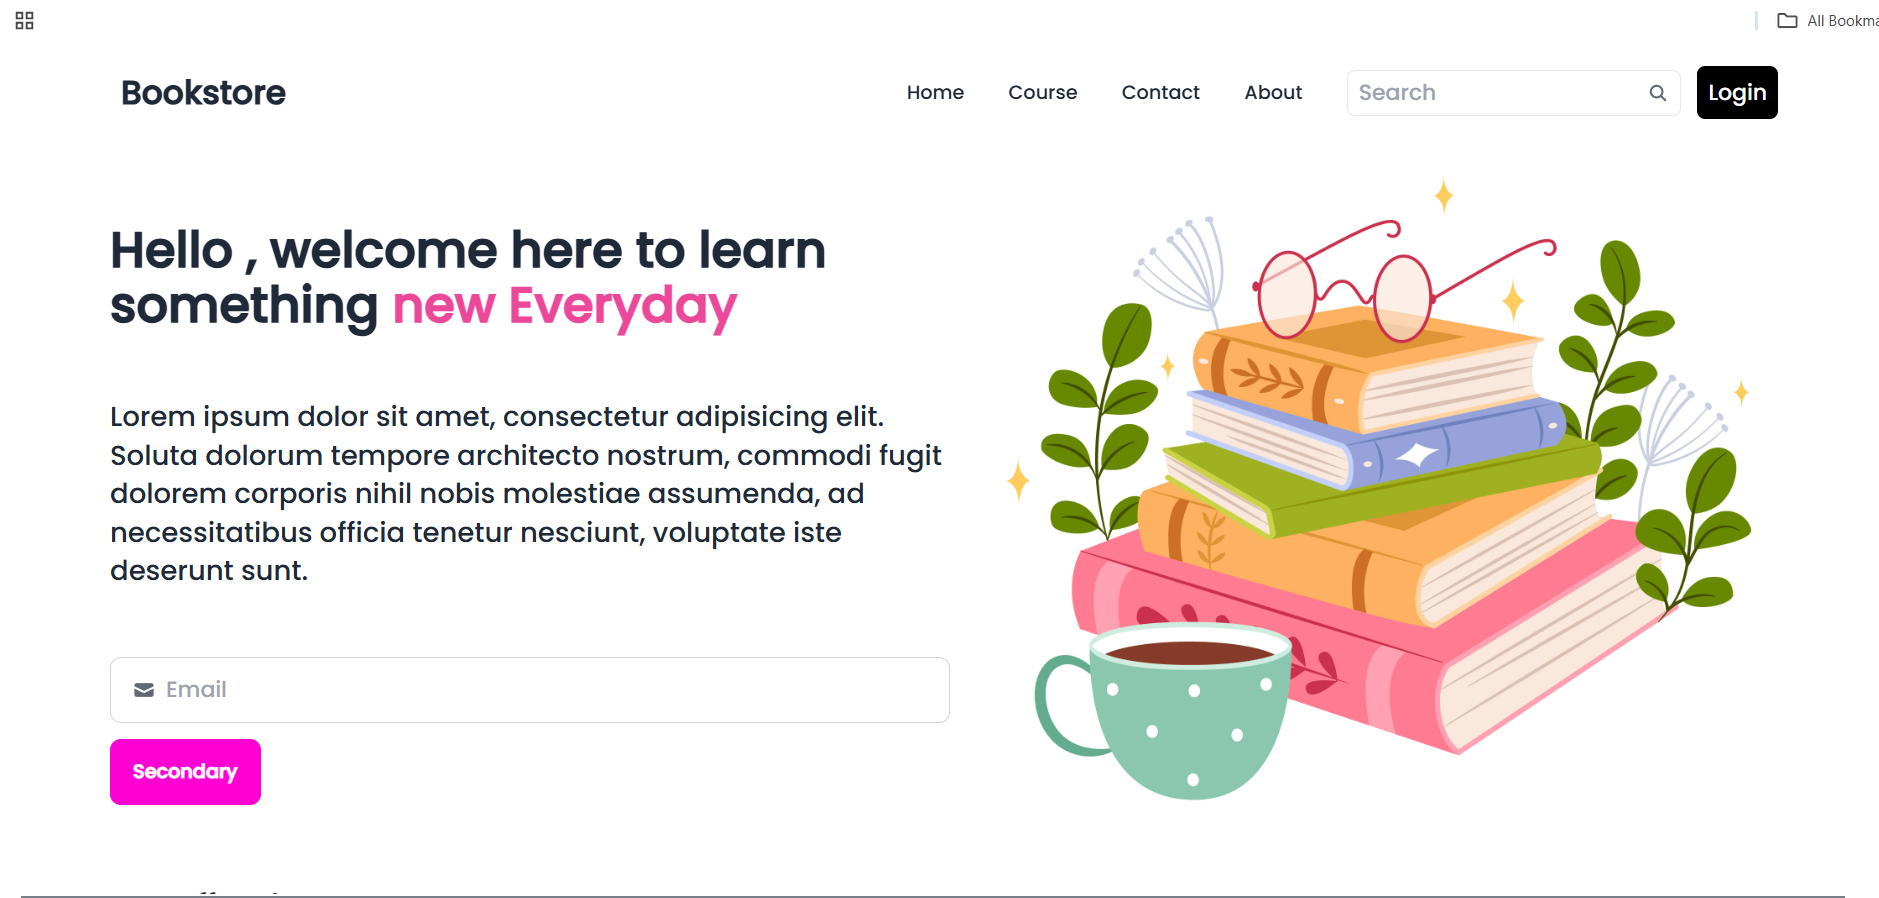 All Bookma
Bookstore
Home Course Contact About Search Login
Hello , welcome here to learn
something new Everyday
Lorem ipsum dolor sit amet, consectetur adipisicing elit.
Soluta dolorum tempore architecto nostrum, commodi fugit
dolorem corporis nihil nobis molestiae assumenda, ad
necessitatibus officia tenetur nesciunt, voluptate iste
deserunt sunt.
Email
Secondary